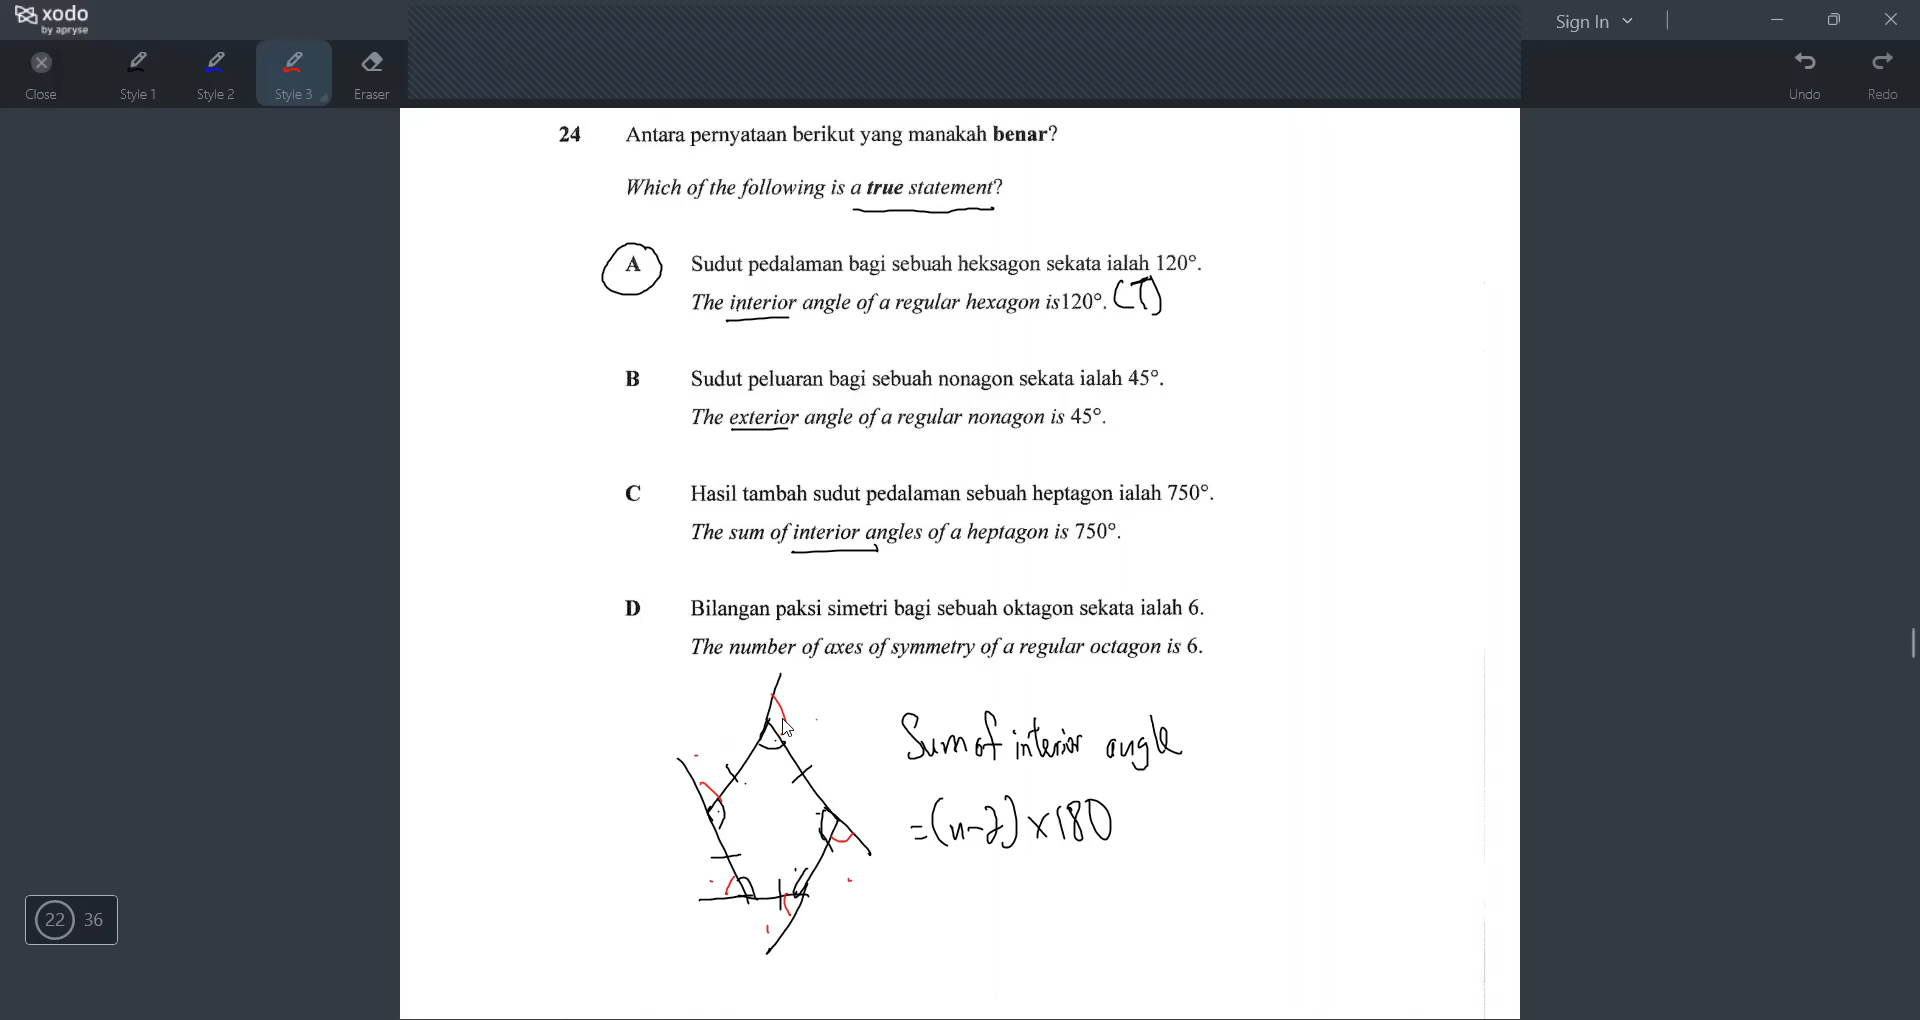 xodo
by apryse
Sign In
Close
Style 1
Style 2
Style 3
Eraser
Undo
Redo
24 Antara pernyataan berikut yang manakah benar?
Which of the following is a true statement?
A Sudut pedalaman bagi sebuah heksagon sekata ialah 120°.
The interior angle of a regular hexagon is120°. (T)
B Sudut peluaran bagi sebuah nonagon sekata ialah 45°.
The exterior angle of a regular nonagon is 45°.
C Hasil tambah sudut pedalaman sebuah heptagon ialah 750°.
The sum of interior angles of a heptagon is 750°.
D Bilangan paksi simetri bagi sebuah oktagon sekata ialah 6.
The number of axes of symmetry of a regular octagon is 6.
Sum of interior angle
=(n-2)×180
22 36